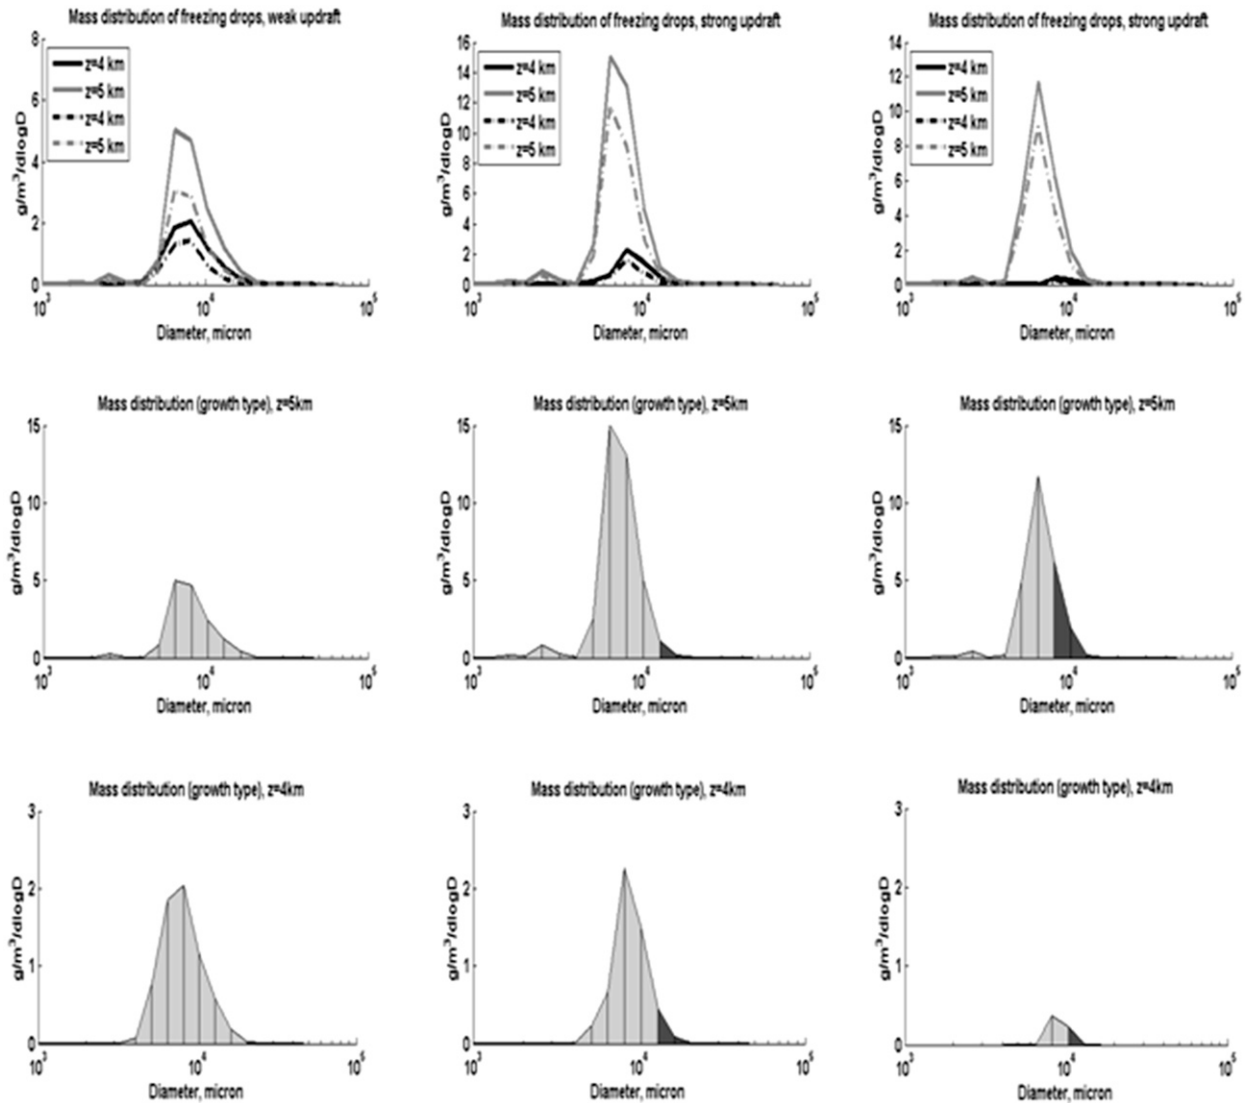 Mass distribution of freezing drops, weak updraft
8
6
4
2
0
g/m³/dlogD
z=4 km
z=5 km
z=4 km
z=5 km
10³
10⁴
10⁵
Diameter, micron
Mass distribution of freezing drops, strong updraft
16
14
12
10
8
6
4
2
0
g/m³/dlogD
z=4 km
z=5 km
z=4 km
z=5 km
10³
10⁴
10⁵
Diameter, micron
Mass distribution of freezing drops, strong updraft
14
12
10
8
6
4
2
0
g/m³/dlogD
z=4 km
z=5 km
z=4 km
z=5 km
10³
10⁴
10⁵
Diameter, micron
Mass distribution (growth type), z=5km
15
10
5
0
g/m³/dlogD
10³
10⁴
10⁵
Diameter, micron
Mass distribution (growth type), z=5km
15
10
5
0
g/m³/dlogD
10³
10⁴
10⁵
Diameter, micron
Mass distribution (growth type), z=5km
15
10
5
0
g/m³/dlogD
10³
10⁴
10⁵
Diameter, micron
Mass distribution (growth type), z=4km
3
2
1
0
g/m³/dlogD
10³
10⁴
10⁵
Diameter, micron
Mass distribution (growth type), z=4km
3
2
1
0
g/m³/dlogD
10³
10⁴
10⁵
Diameter, micron
Mass distribution (growth type), z=4km
3
2
1
0
g/m³/dlogD
10³
10⁴
10⁵
Diameter, micron